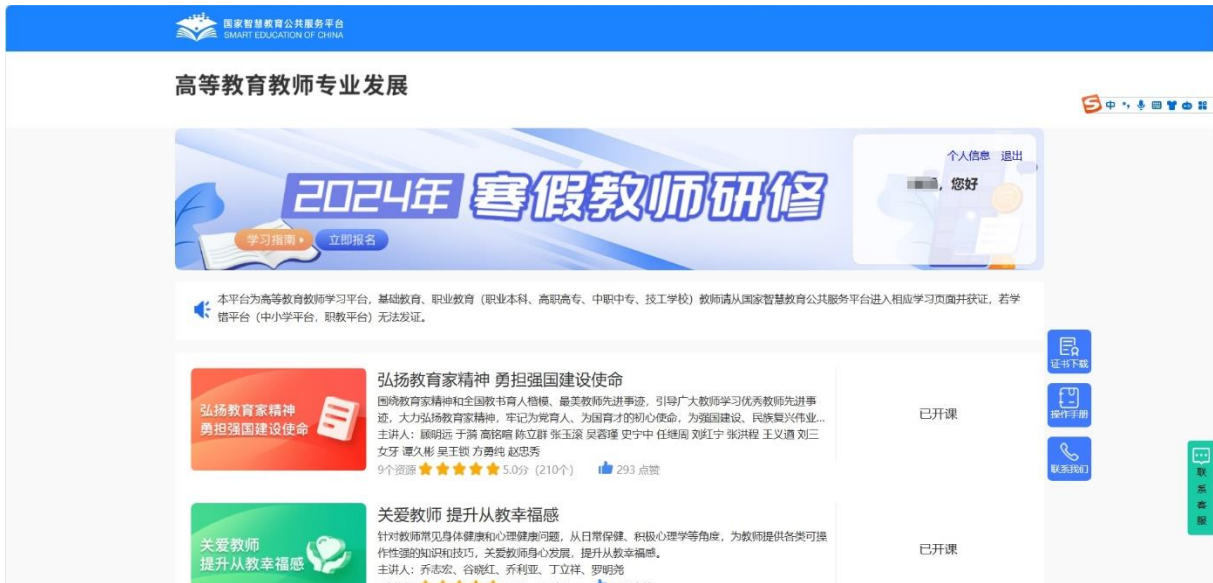 国家智慧教育公共服务平台
SMART EDUCATION OF CHINA
高等教育教师专业发展
中
2024年 寒假教师研修
学习指南
立即报名
个人信息 退出
，您好
本平台为高等教育教师学习平台，基础教育、职业教育（职业本科、高职高专、中职中专、技工学校）教师请从国家智慧教育公共服务平台进入相应学习页面并获证，若学
错平台（中小学平台，职教平台）无法发证。
证书下载
操作手册
联系我们
联系客服
弘扬教育家精神
勇担强国建设使命
弘扬教育家精神 勇担强国建设使命
围绕教育家精神和全国教书育人楷模、最美教师先进事迹，引导广大教师学习优秀教师先进事
迹，大力弘扬教育家精神，牢记为党育人、为国育才的初心使命，为强国建设、民族复兴伟业...
主讲人：顾明远 于漪 高铭暄 陈立群 张玉滚 吴蓉瑾 史宁中 任继周 刘红宁 张洪程 王义遒 刘三
女牙 谭久彬 吴王锁 方勇纯 赵忠秀
9个资源 5.0分（210个） 293 点赞
已开课
关爱教师
提升从教幸福感
关爱教师 提升从教幸福感
针对教师常见身体健康和心理健康问题，从日常保健、积极心理学等角度，为教师提供各类可操
作性强的知识和技巧，关爱教师身心发展，提升从教幸福感。
主讲人：乔志宏、谷晓红、乔利亚、丁立祥、罗明尧
已开课